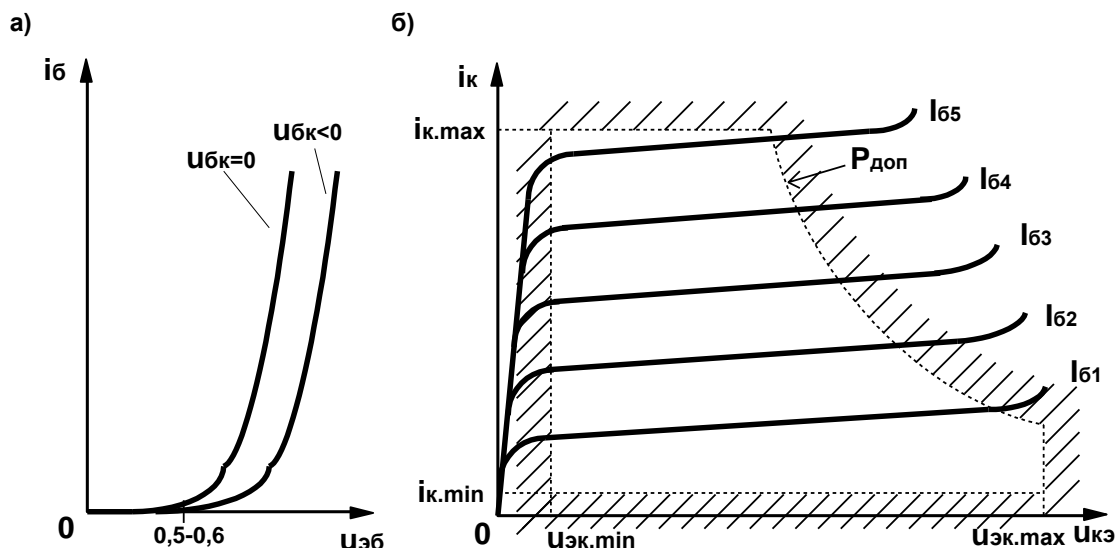 а)
iб
uбк=0
uбк<0
0
0,5-0,6
uэб
б)
iк
iк.max
Pдоп
Iб5
Iб4
Iб3
Iб2
Iб1
iк.min
0
uэк.min
uэк.max uкэ